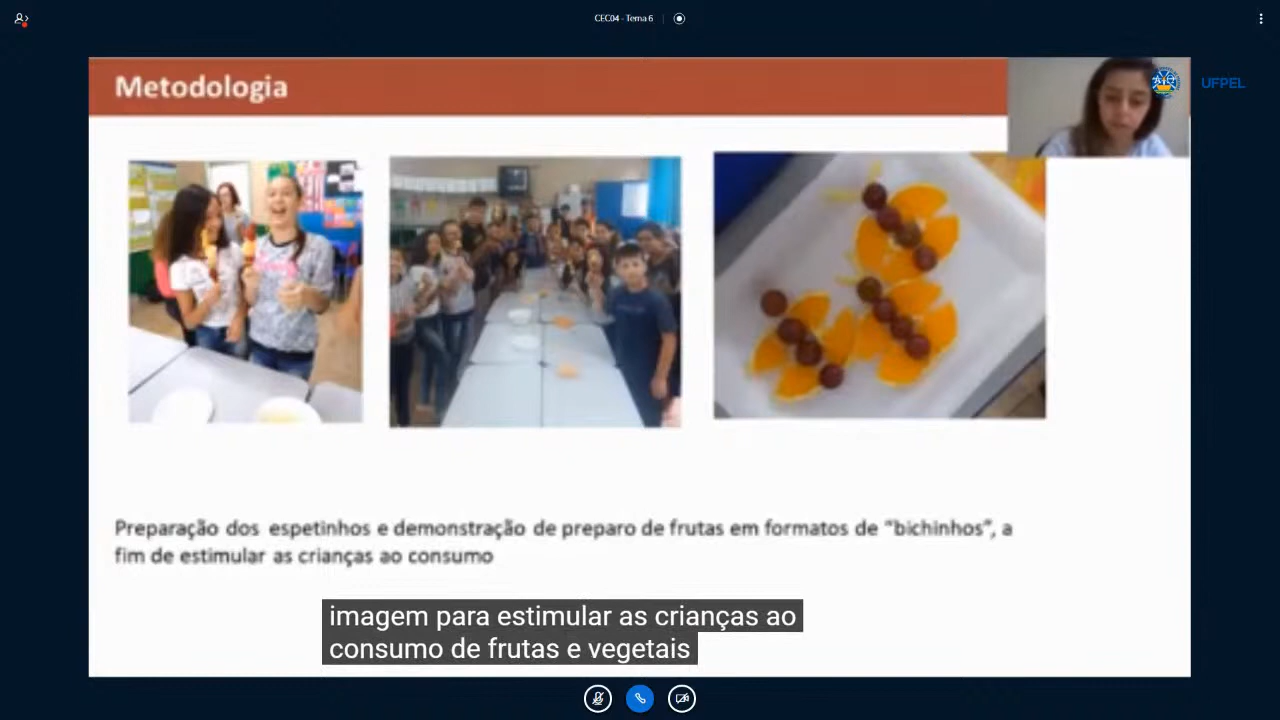 CEC04 - Tema 6
Metodologia
UFPEL
Preparação dos espetinhos e demonstração de preparo de frutas em formatos de “bichinhos”, a
fim de estimular as crianças ao consumo
imagem para estimular as crianças ao
consumo de frutas e vegetais